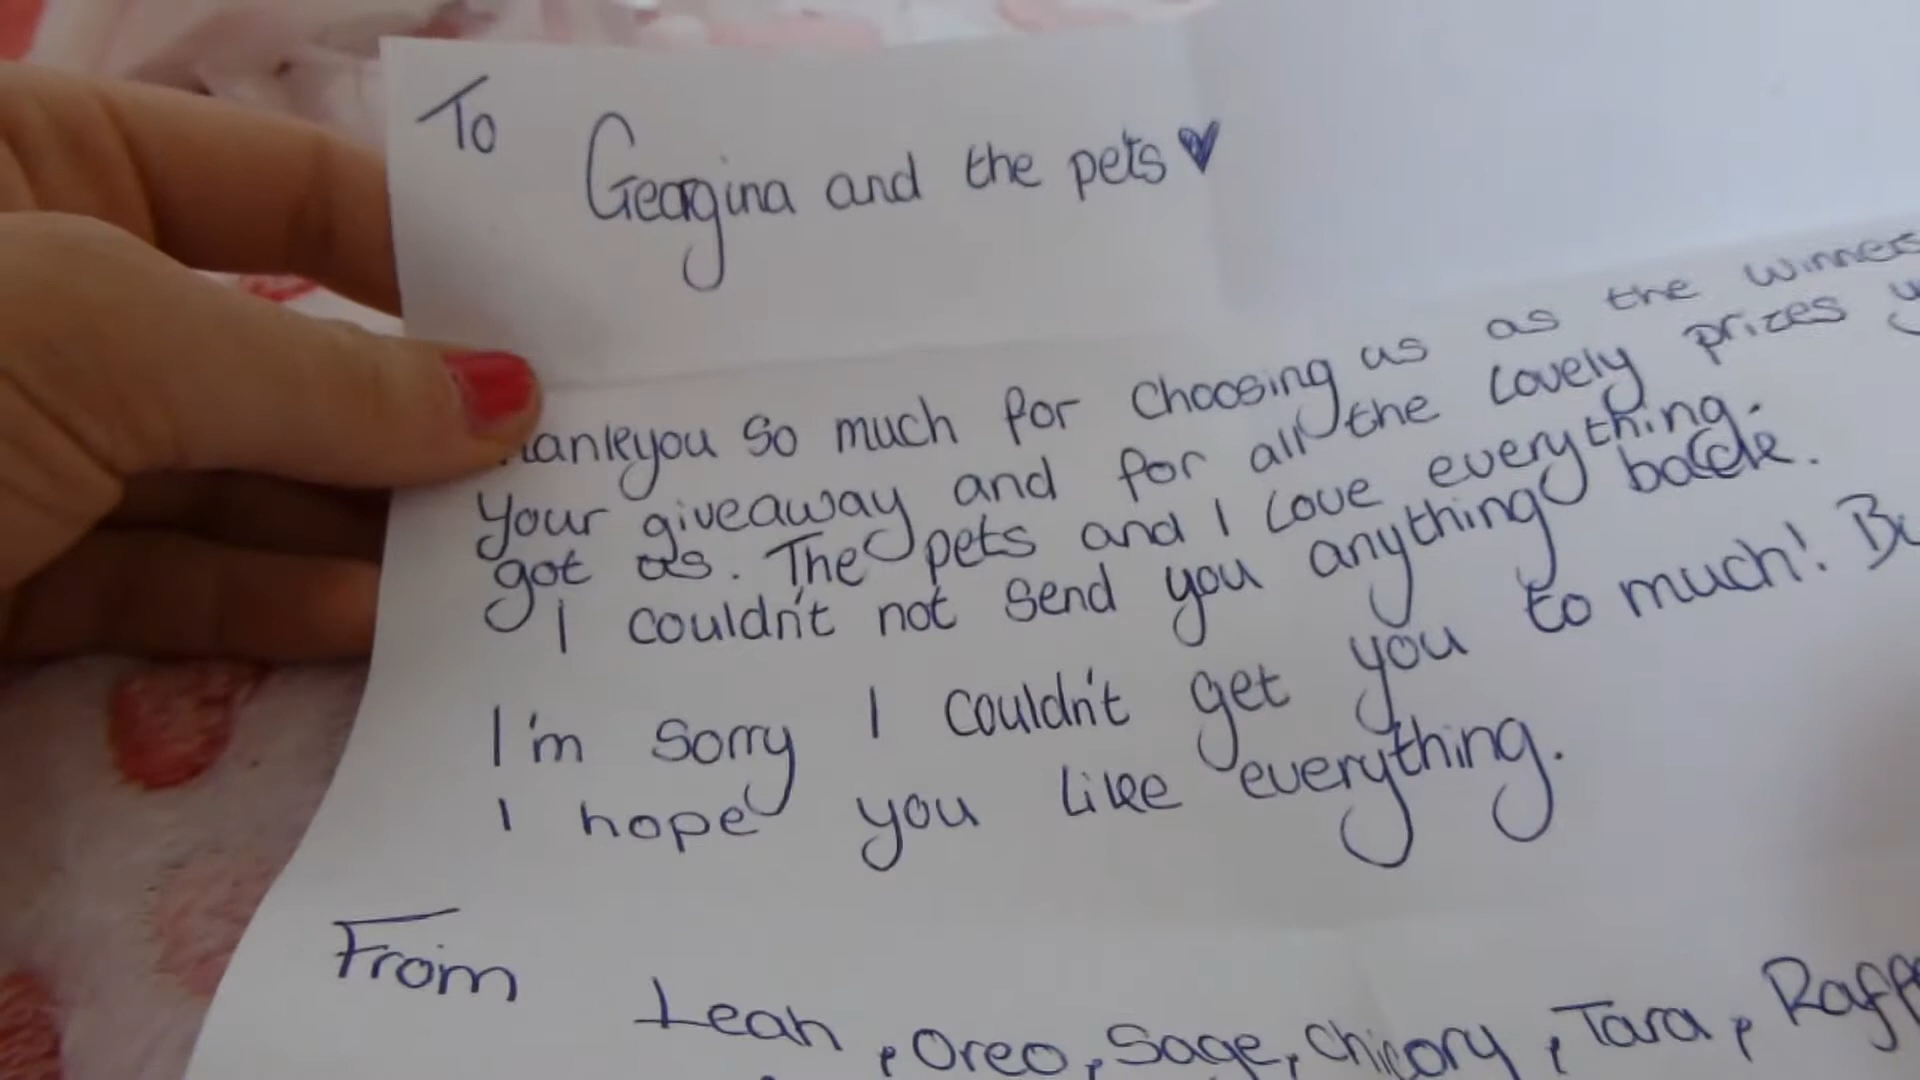 To
Georgina and the pets ♥
hankyou so much for choosing us as the winners
your giveaway and for all the lovely prizes
got us. The pets and I love everything.
I couldn't not send you anything back.
I'm sorry I couldn't get you to much!
I hope you like everything.
From
Leah, Oreo, Sage, Chicory, Tara,